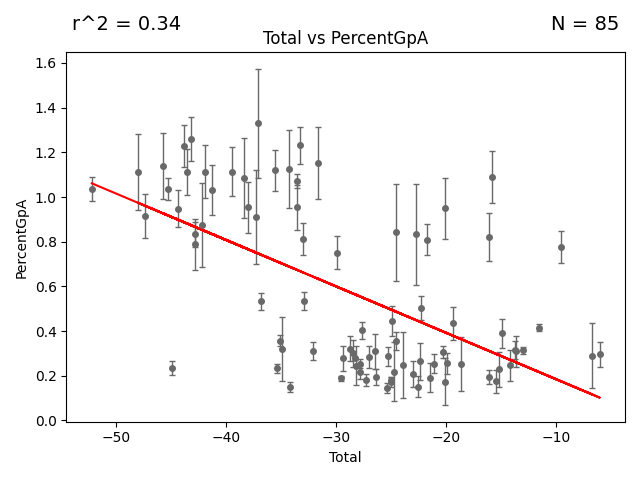 r^2 = 0.34
N = 85
Total vs PercentGpA
1.6
1.4
1.2
1.0
0.8
0.6
0.4
0.2
0.0
PercentGpA
−50
−40
−30
−20
−10
Total